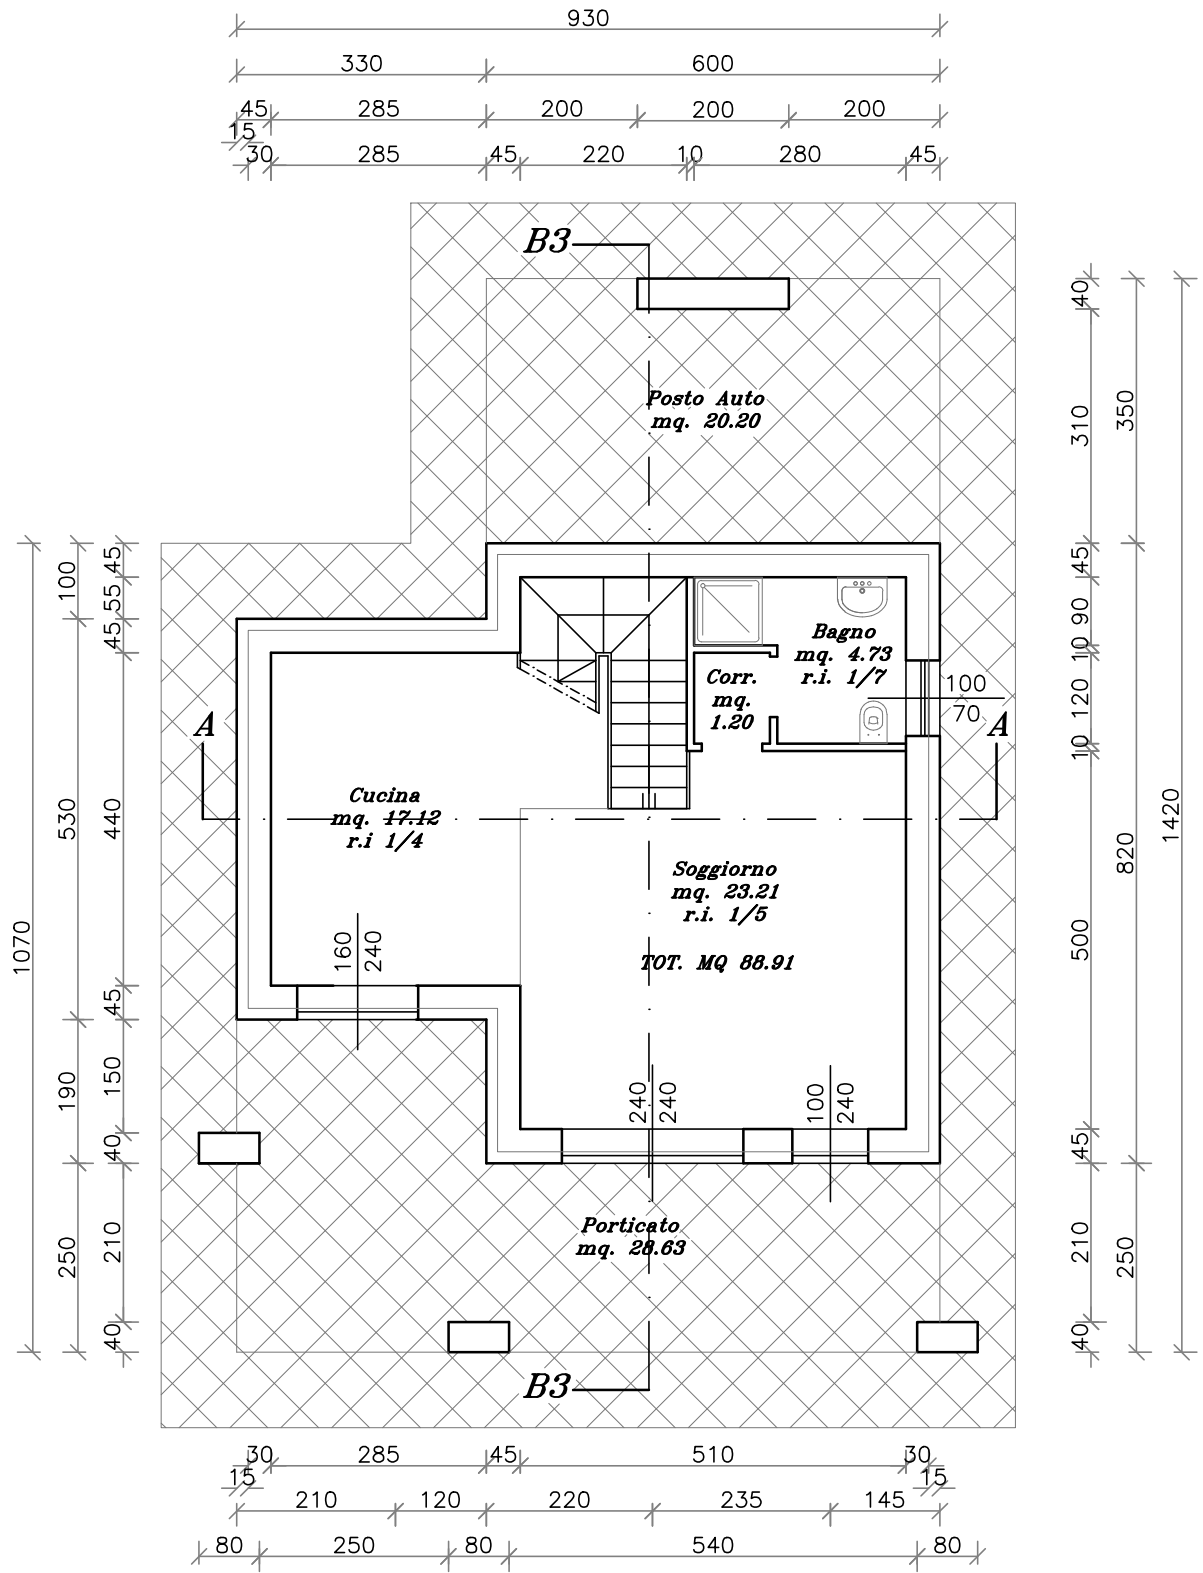 930
330 600
45 285 200 200 200
15
30 285 45 220 10 280 45
B3
40
Posto Auto
mq. 20.20
310 350
100 45 55 45
45 90 10 120 10
Bagno
mq. 4.73
r.i. 1/7
Corr.
mq.
1.20
100
70
A A
530 440
1420
820
Cucina
mq. 17.12
r.i 1/4
Soggiorno
mq. 23.21
r.i. 1/5
TOT. MQ 88.91
1070
160 240
500
45
190 150 40
240 240 100 240
45
Porticato
mq. 28.63
250 210 40
210 250 40
B3
30 285 45 510 30
15 15
210 120 220 235 145
80 250 80 540 80